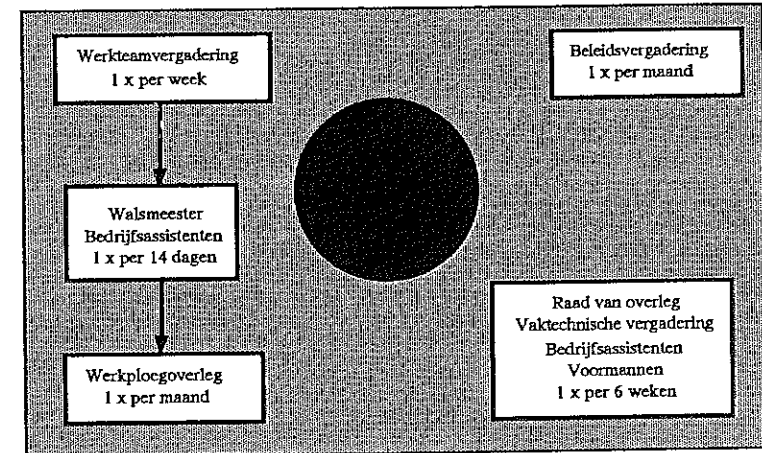 Werkteamvergadering
1 x per week
Beleidsvergadering
1 x per maand
Walsmeester
Bedrijfsassistenten
1 x per 14 dagen
Raad van overleg
Vaktechnische vergadering
Bedrijfsassistenten
Voormannen
1 x per 6 weken
Werkploegoverleg
1 x per maand